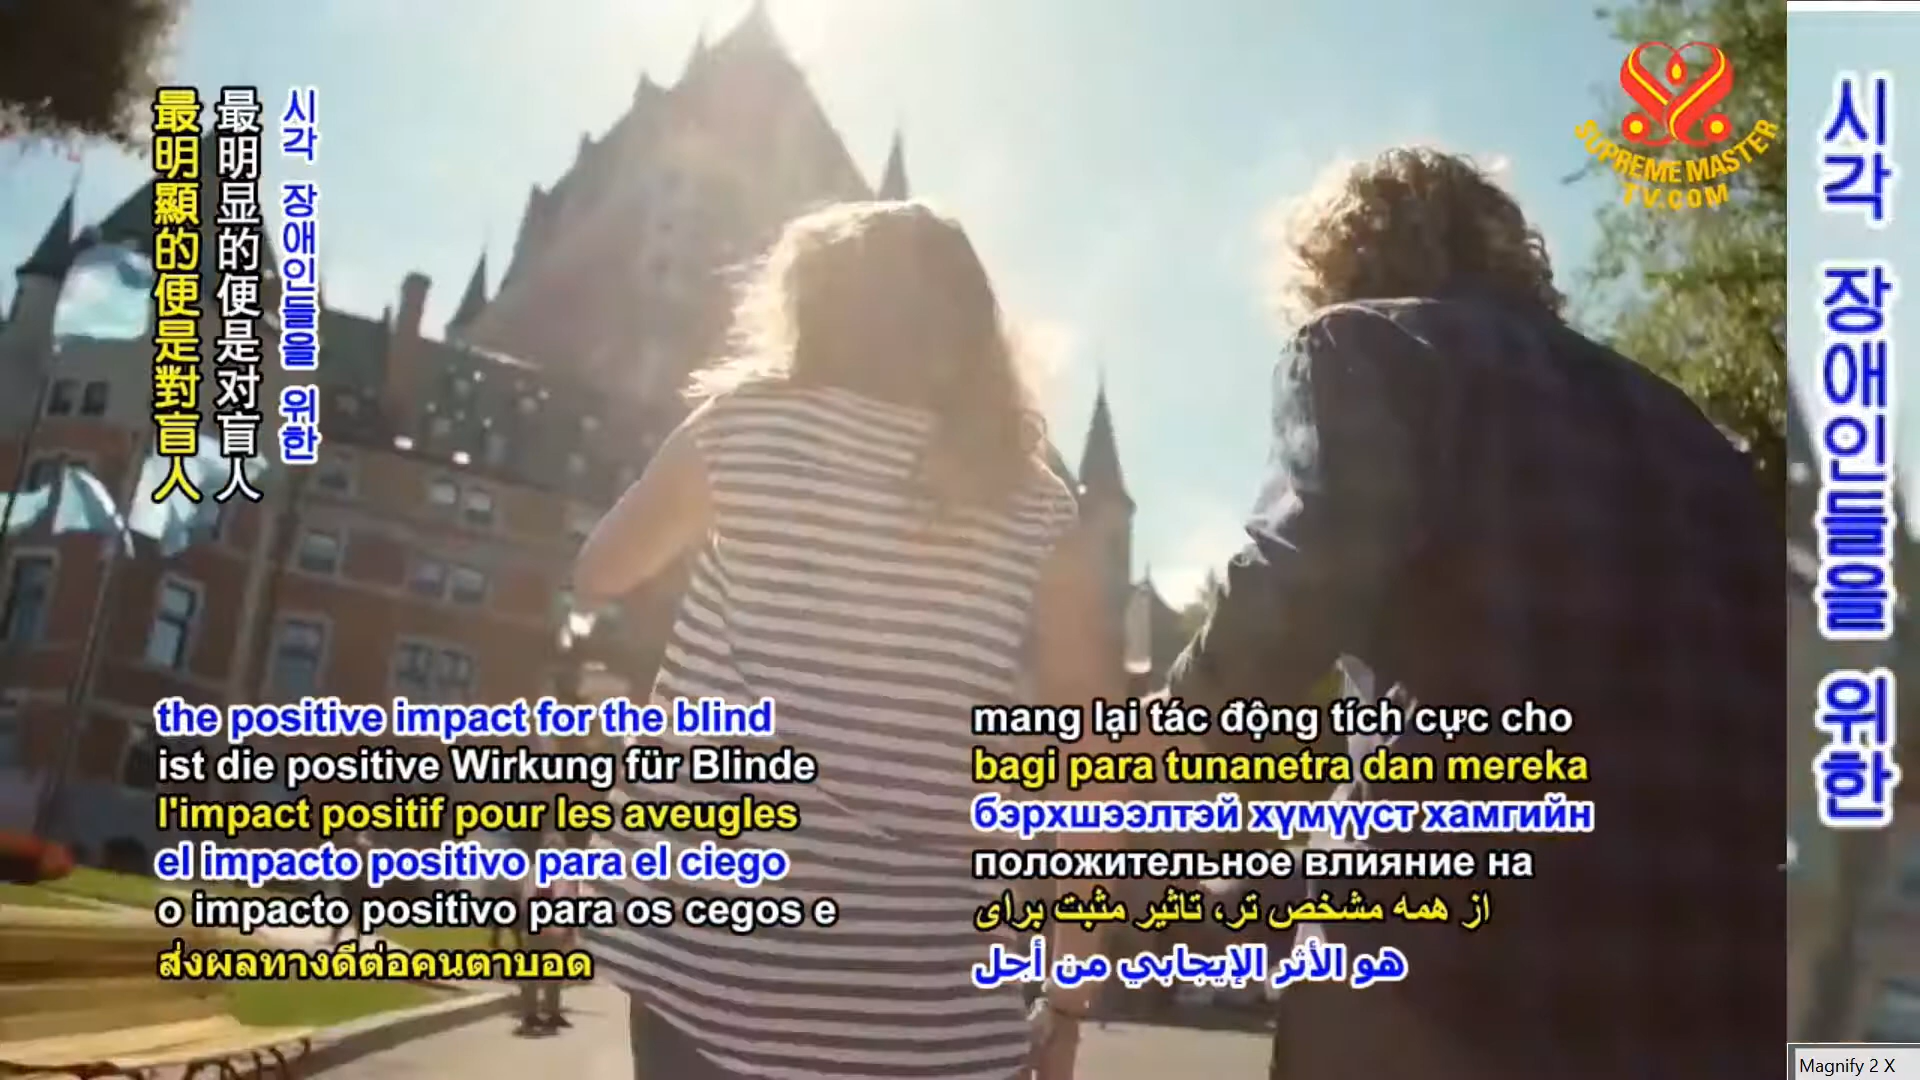 시각 장애인들을 위한
最明显的便是对盲人
最明顯的便是對盲人
the positive impact for the blind
ist die positive Wirkung für Blinde
l'impact positif pour les aveugles
el impacto positivo para el ciego
o impacto positivo para os cegos e
ส่งผลทางดีต่อคนตาบอด
mang lại tác động tích cực cho
bagi para tunanetra dan mereka
бэрхшээлтэй хүмүүст хамгийн
положительное влияние на
از همه مشخص تر، تاثیر مثبت برای
هو الأثر الإيجابي من أجل
SUPREME MASTER
TV.COM
시각 장애인들을 위한
Magnify 2 X